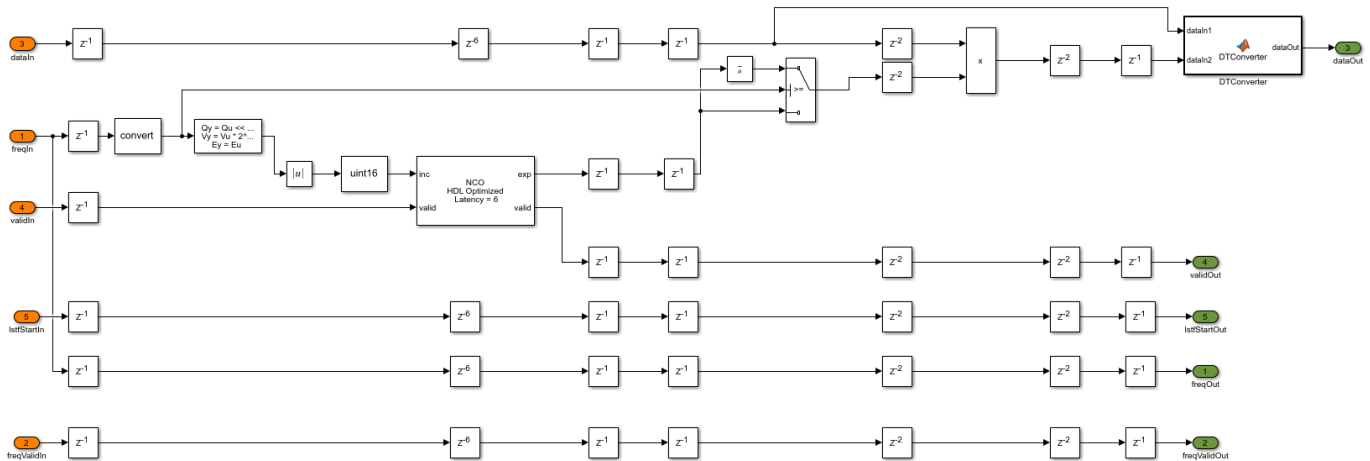 3
dataIn
z-1
z-6
z-1
z-1
z-2
x
z-2
z-1
dataIn1
dataIn2
dataOut
DTConverter
DTConverter
3
dataOut
u
>=
z-2
1
freqIn
z-1
convert
Qy = Qu << ...
Vy = Vu * 2^...
Ey = Eu
|u|
uint16
inc
valid
NCO
HDL Optimized
Latency = 6
exp
valid
z-1
z-1
4
validIn
z-1
z-1
z-1
z-2
z-2
z-1
4
validOut
5
lstfStartIn
z-1
z-6
z-1
z-1
z-2
z-2
z-1
5
lstfStartOut
z-1
z-6
z-1
z-1
z-2
z-2
z-1
1
freqOut
2
freqValidIn
z-1
z-6
z-1
z-1
z-2
z-2
z-1
2
freqValidOut